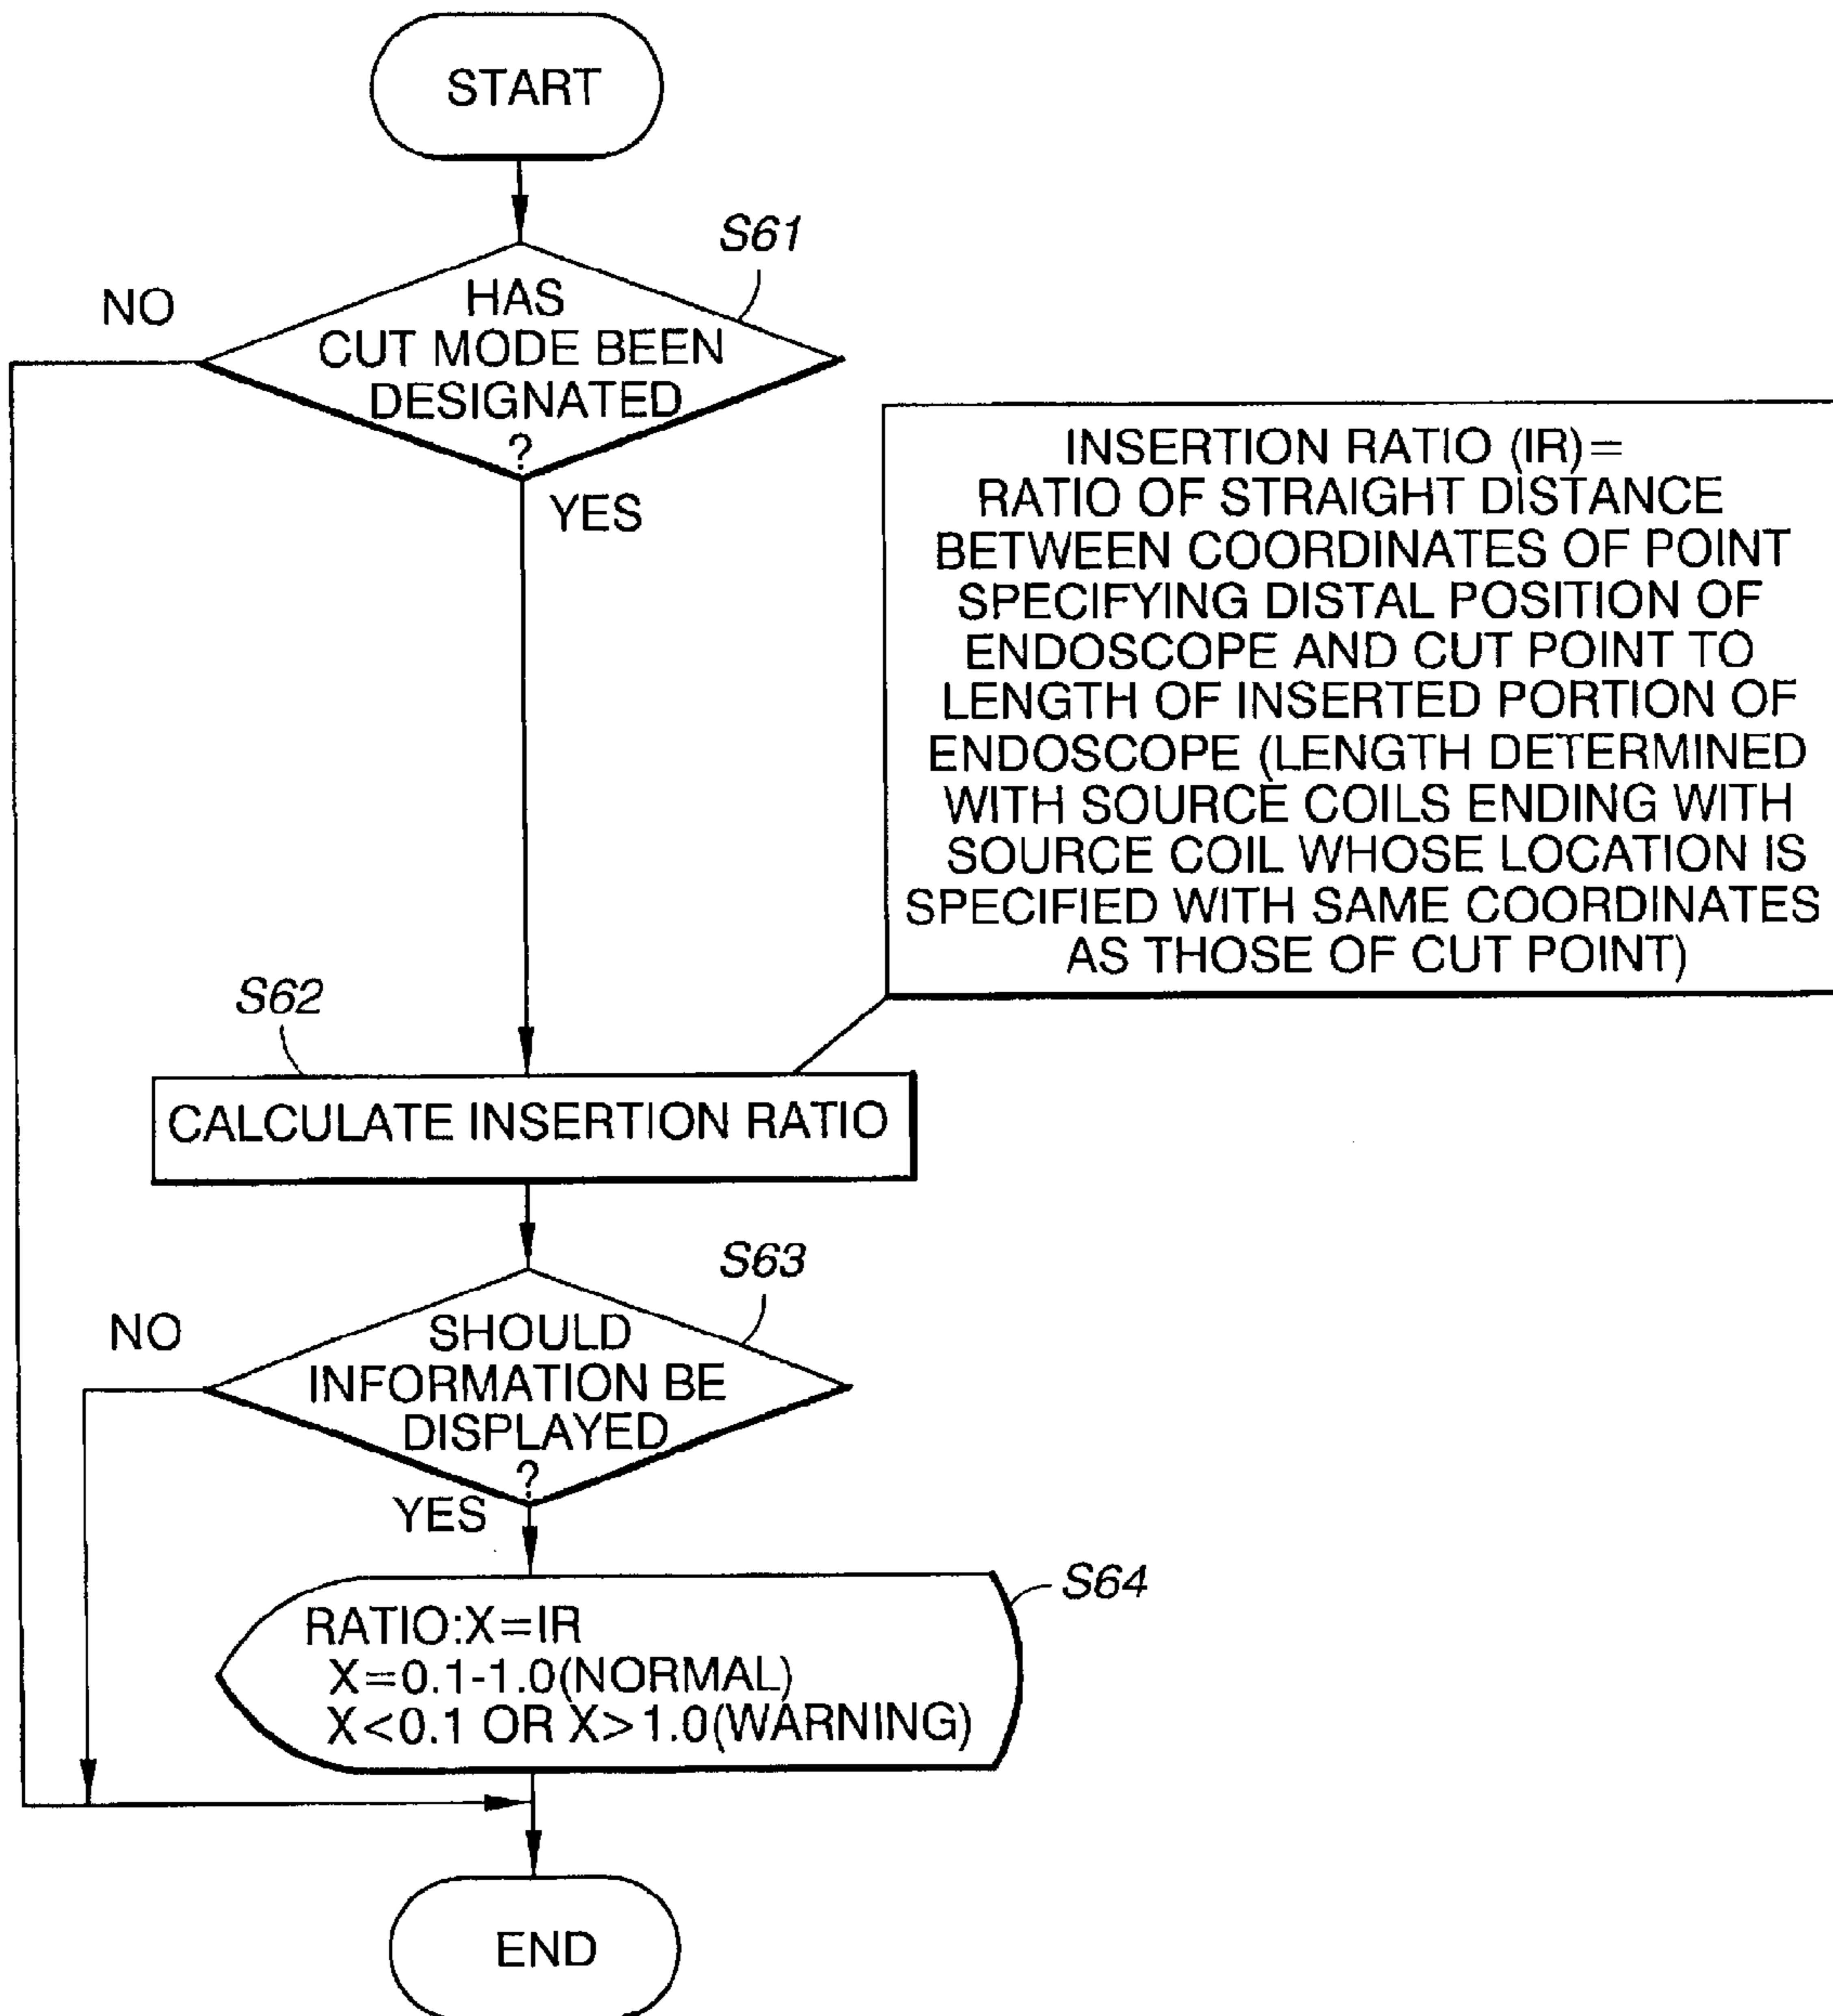 START
S61
NO
HAS
CUT MODE BEEN
DESIGNATED
?
YES
INSERTION RATIO (IR)=
RATIO OF STRAIGHT DISTANCE
BETWEEN COORDINATES OF POINT
SPECIFYING DISTAL POSITION OF
ENDOSCOPE AND CUT POINT TO
LENGTH OF INSERTED PORTION OF
ENDOSCOPE (LENGTH DETERMINED
WITH SOURCE COILS ENDING WITH
SOURCE COIL WHOSE LOCATION IS
SPECIFIED WITH SAME COORDINATES
AS THOSE OF CUT POINT)
S62
CALCULATE INSERTION RATIO
S63
NO
SHOULD
INFORMATION BE
DISPLAYED
?
YES
S64
RATIO:X=IR
X=0.1-1.0(NORMAL)
X<0.1 OR X>1.0(WARNING)
END